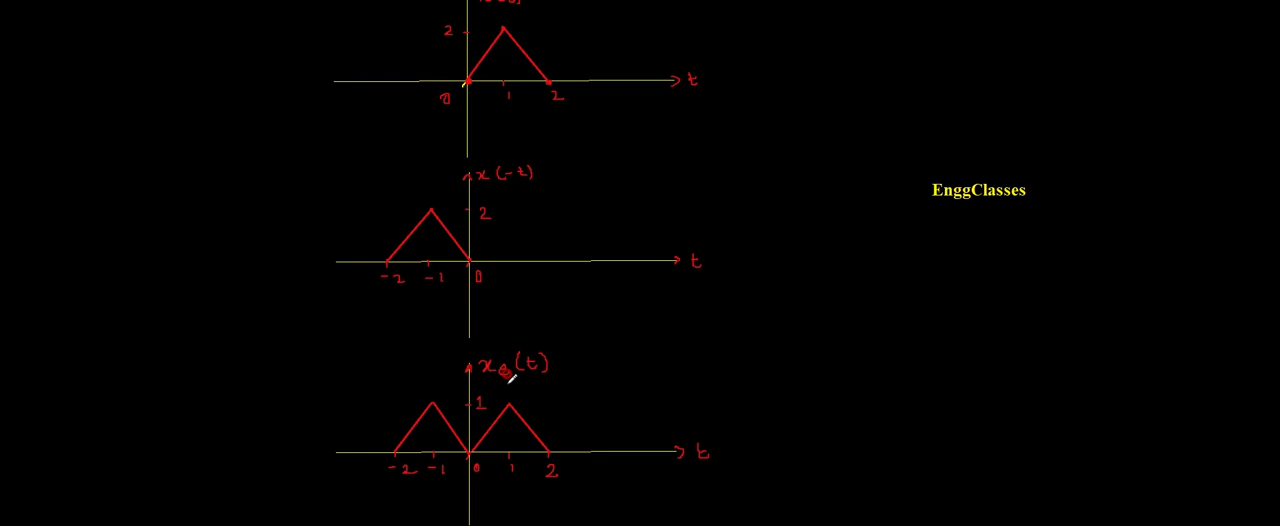 2
t
0 1 2
x(-t)
EnggClasses
2
t
-2 -1 0
x (t)
1
t
-2 -1 0 1 2